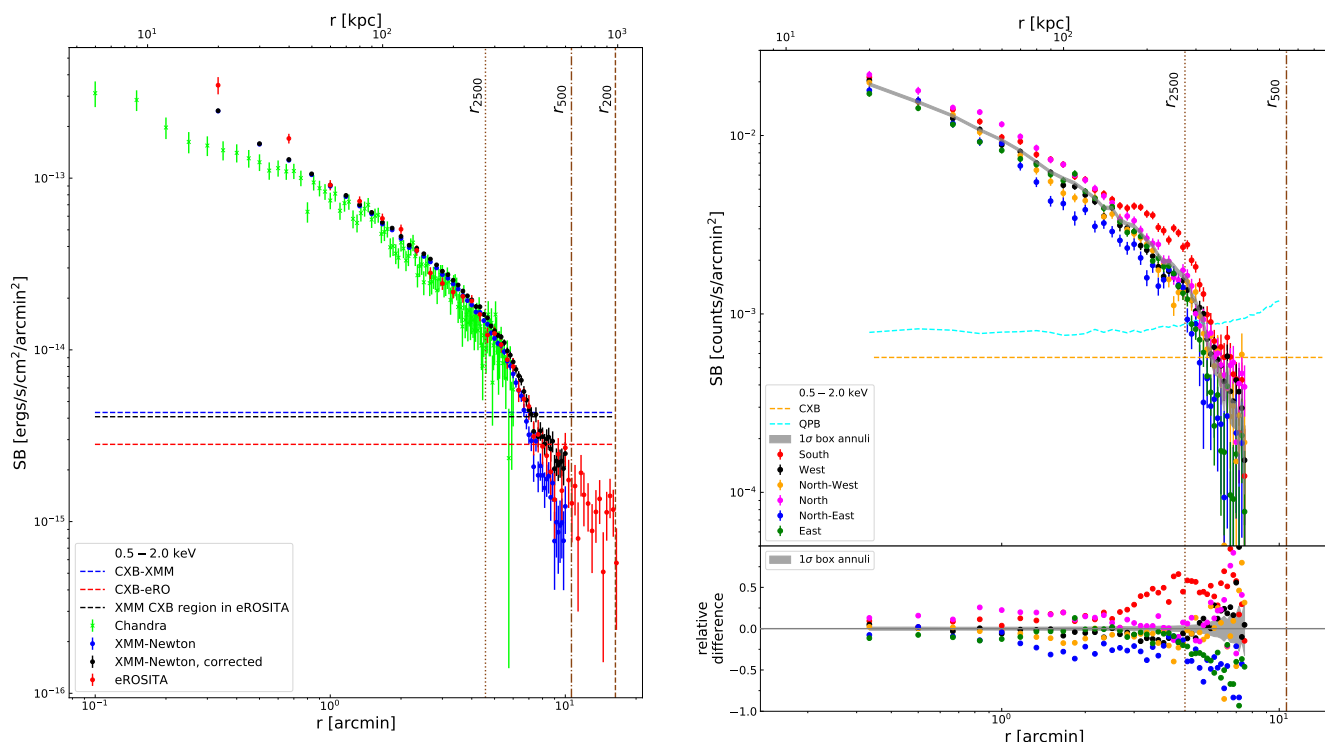 r [kpc]
10¹ 10² 10³
r₂₅₀₀ r₅₀₀ r₂₀₀
SB [ergs/s/cm²/arcmin²]
10⁻¹³
10⁻¹⁴
10⁻¹⁵
10⁻¹⁶
0.5 − 2.0 keV
CXB-XMM
CXB-eRO
XMM CXB region in eROSITA
Chandra
XMM-Newton
XMM-Newton, corrected
eROSITA
10⁻¹ 10⁰ 10¹
r [arcmin]
r [kpc]
10¹ 10² 10³
r₂₅₀₀ r₅₀₀
SB [counts/s/arcmin²]
10⁻²
10⁻³
10⁻⁴
0.5 − 2.0 keV
CXB
QPB
1σ box annuli
South
West
North-West
North
North-East
East
1σ box annuli
relative
difference
0.5
0.0
−0.5
−1.0
10⁰ 10¹
r [arcmin]